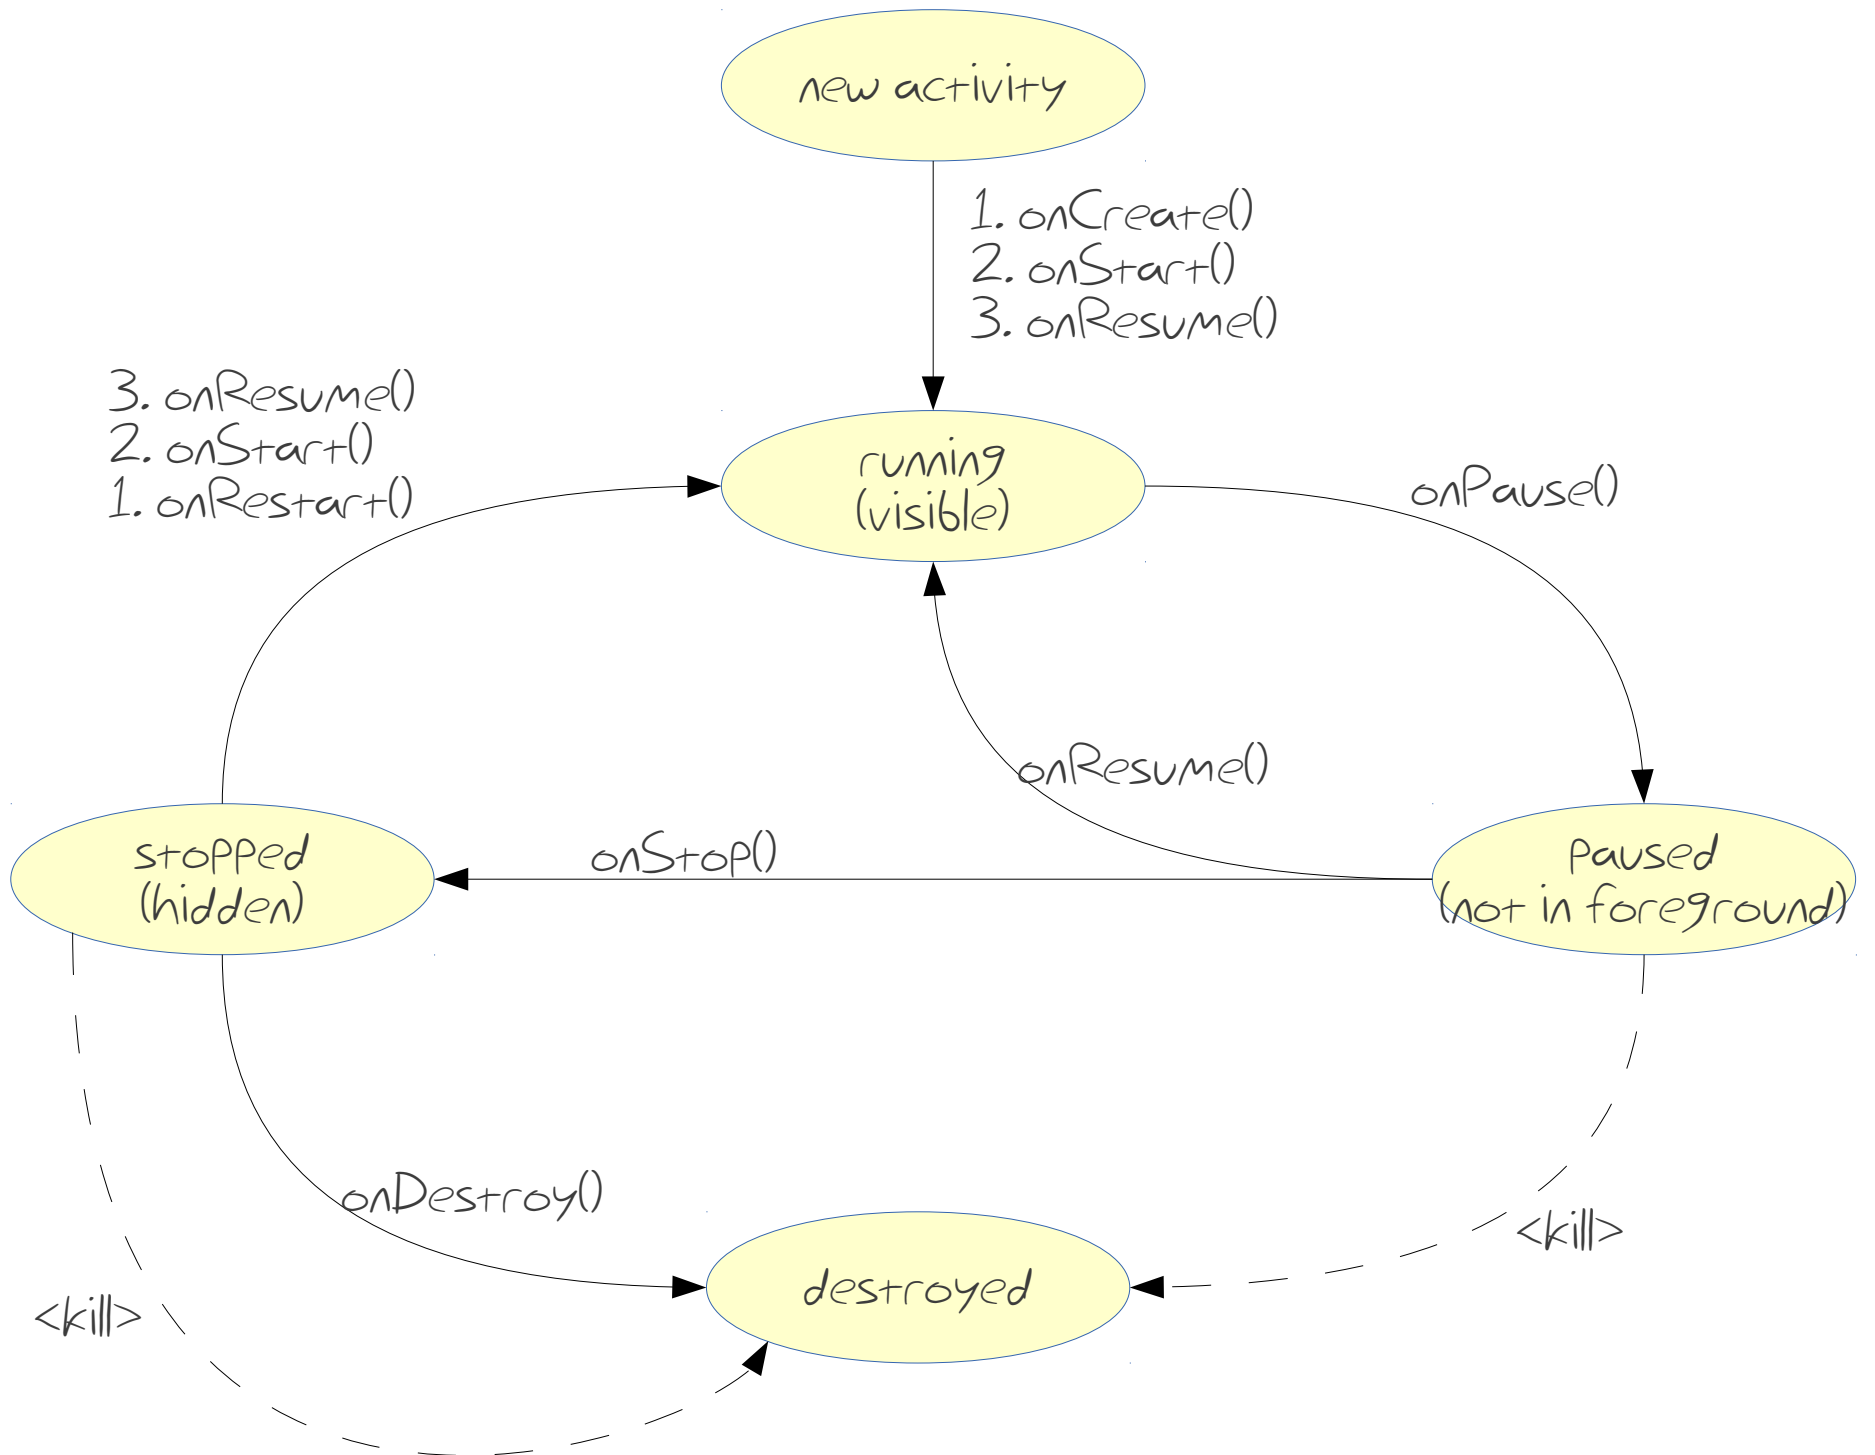 new activity
1. onCreate()
2. onStart()
3. onResume()
3. onResume()
2. onStart()
1. onRestart()
running
(visible)
onPause()
onResume()
stopped
(hidden)
onStop()
paused
(not in foreground)
onDestroy()
<kill>
destroyed
<kill>